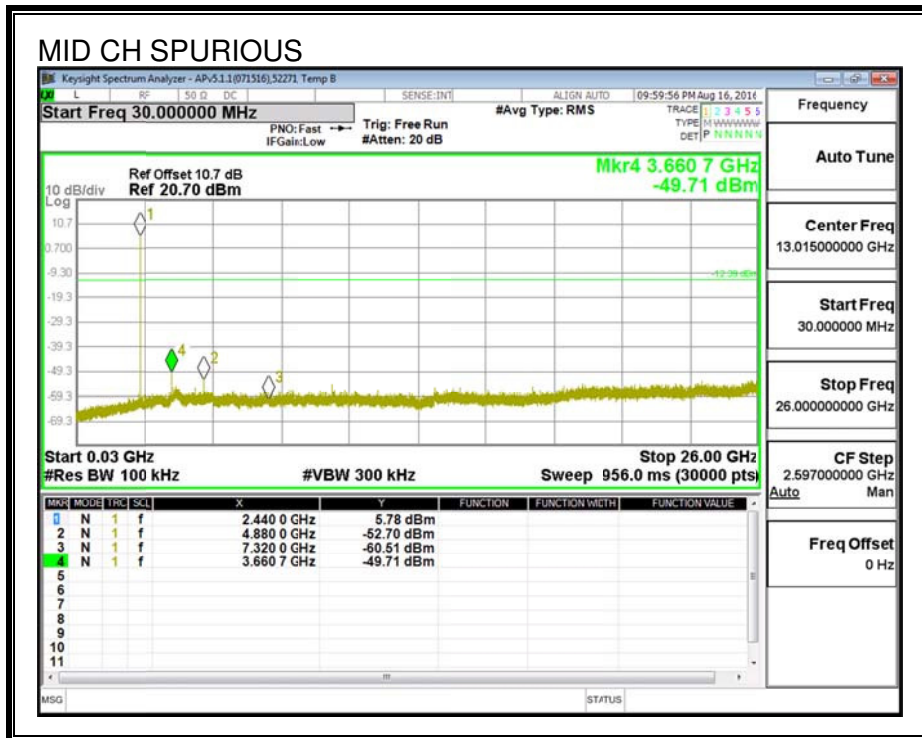 MID CH SPURIOUS
Keysight Spectrum Analyzer - APv5.1.1(071516),52271 Temp B
L RF 50 Ω DC SENSE:INT ALIGN AUTO 09:59:56 PM Aug 16, 2016
Start Freq 30.000000 MHz
PNO: Fast
IFGain:Low
Trig: Free Run
#Atten: 20 dB
#Avg Type: RMS
TRACE 1 2 3 4 5 5
TYPE M WWWWW
DET P N N N N N
Ref Offset 10.7 dB
Ref 20.70 dBm
10 dB/div
Log
Mkr4 3.660 7 GHz
-49.71 dBm
10.7
0.700
-9.30
-19.3
-29.3
-39.3
-49.3
-59.3
-69.3
1
4
2
3
-12.39 dBm
Start 0.03 GHz
Stop 26.00 GHz
#Res BW 100 kHz
#VBW 300 kHz
Sweep 956.0 ms (30000 pts)
MKR MODE TRC SCL X Y FUNCTION FUNCTION WIDTH FUNCTION VALUE
1 N 1 f 2.440 0 GHz 5.78 dBm
2 N 1 f 4.880 0 GHz -52.70 dBm
3 N 1 f 7.320 0 GHz -60.51 dBm
4 N 1 f 3.660 7 GHz -49.71 dBm
5
6
7
8
9
10
11
MSG
STATUS
Frequency
Auto Tune
Center Freq
13.015000000 GHz
Start Freq
30.000000 MHz
Stop Freq
26.000000000 GHz
CF Step
2.597000000 GHz
Auto Man
Freq Offset
0 Hz